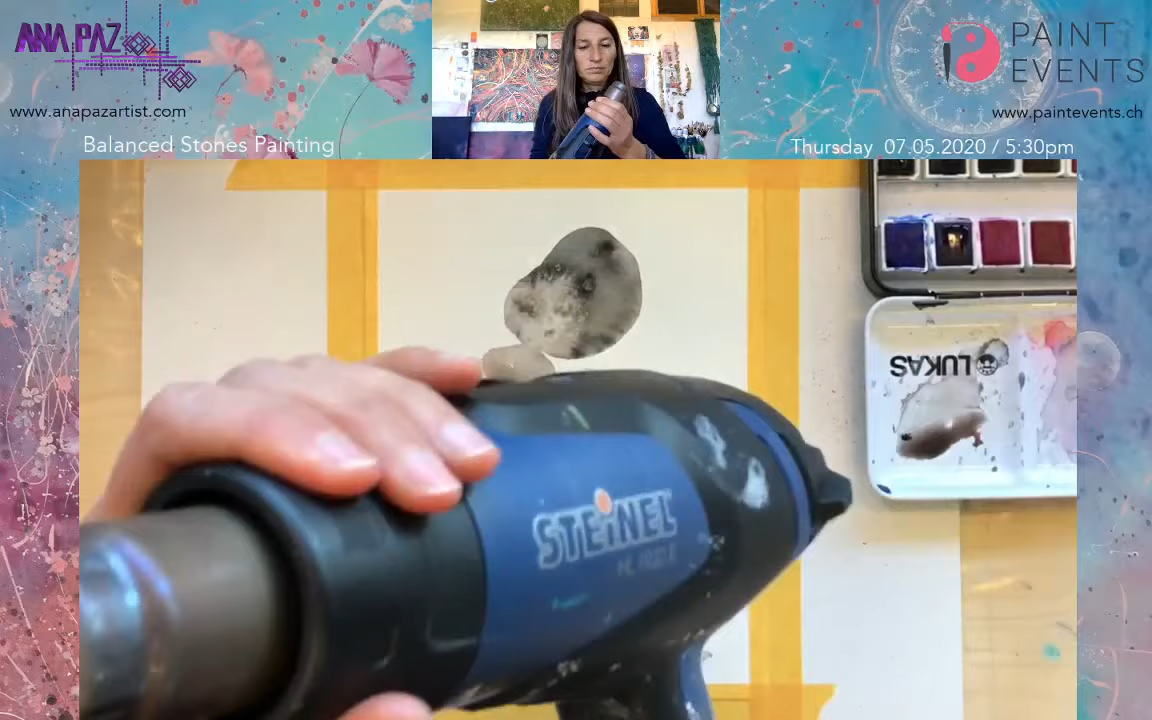 ANA PAZ
www.anapazartist.com
Balanced Stones Painting
PAINT
EVENTS
www.paintevents.ch
Thursday 07.05.2020 / 5:30pm
LUKAS
STEINEL